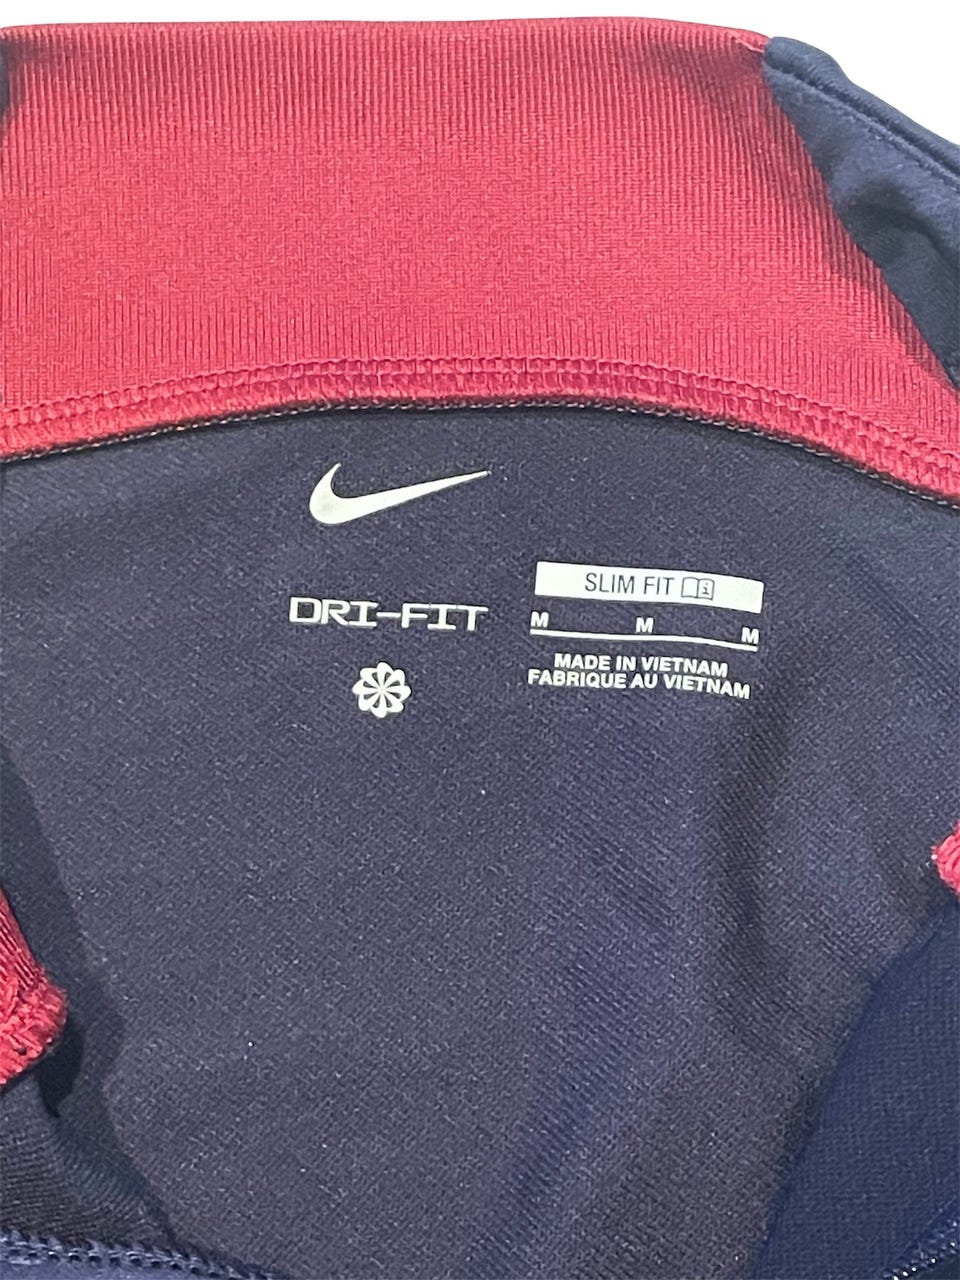 DRI-FIT
SLIM FIT
M M M
MADE IN VIETNAM
FABRIQUE AU VIETNAM